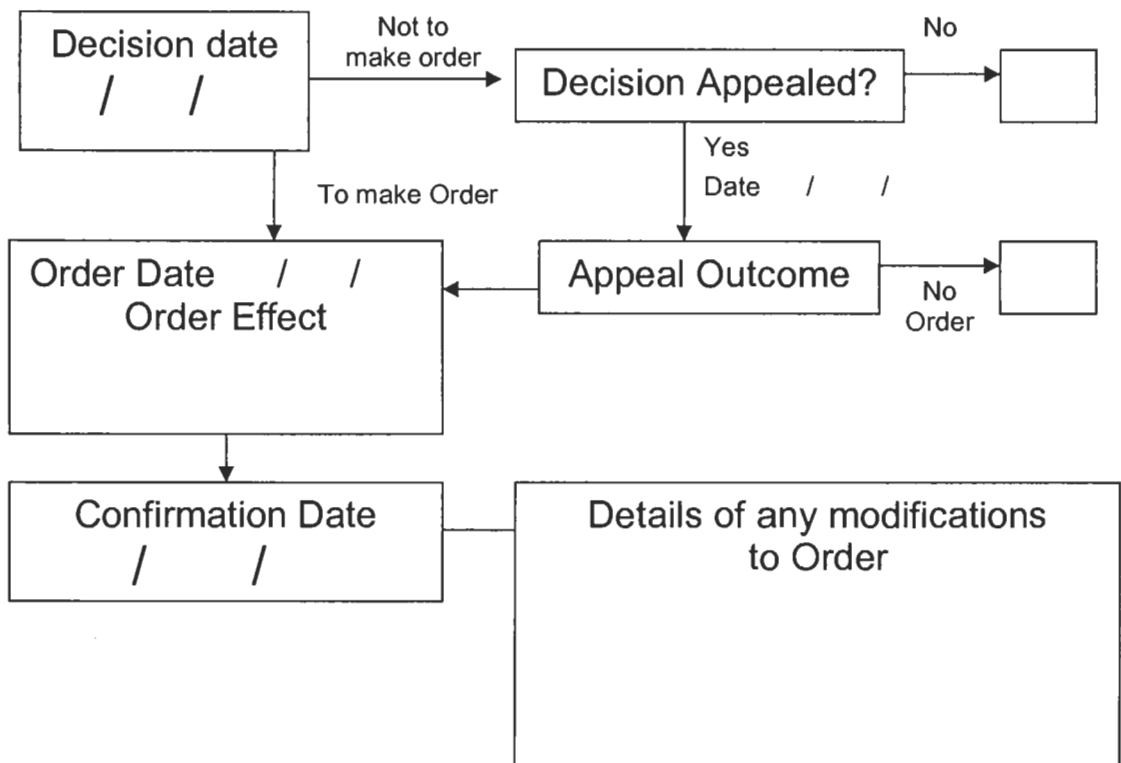 Decision date
/ /
Not to
make order
Decision Appealed?
No
To make Order
Yes
Date / /
Order Date / /
Order Effect
Appeal Outcome
No
Order
Confirmation Date
/ /
Details of any modifications
to Order